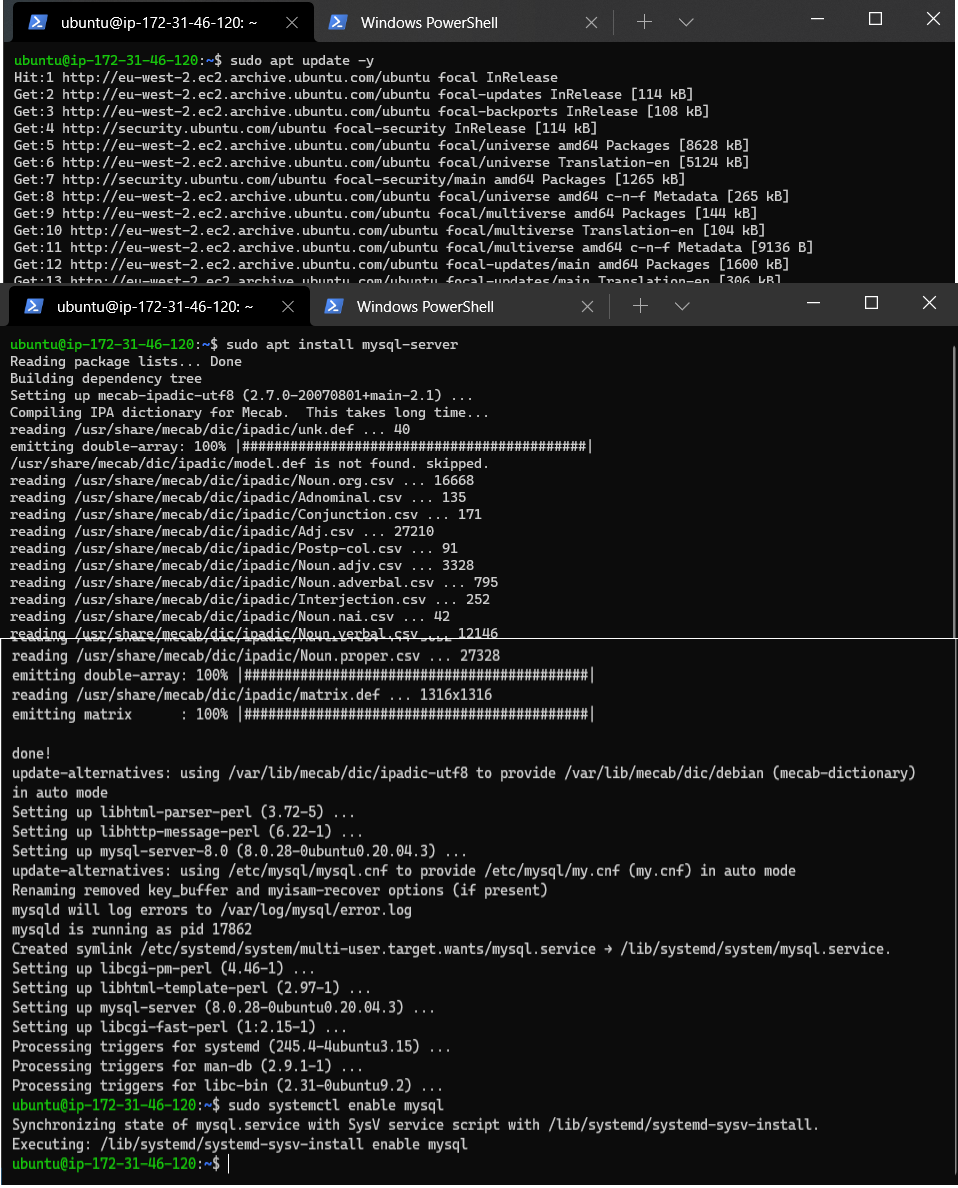 ubuntu@ip-172-31-46-120: ~
Windows PowerShell
ubuntu@ip-172-31-46-120:~$ sudo apt update -y
Hit:1 http://eu-west-2.ec2.archive.ubuntu.com/ubuntu focal InRelease
Get:2 http://eu-west-2.ec2.archive.ubuntu.com/ubuntu focal-updates InRelease [114 kB]
Get:3 http://eu-west-2.ec2.archive.ubuntu.com/ubuntu focal-backports InRelease [108 kB]
Get:4 http://security.ubuntu.com/ubuntu focal-security InRelease [114 kB]
Get:5 http://eu-west-2.ec2.archive.ubuntu.com/ubuntu focal/universe amd64 Packages [8628 kB]
Get:6 http://eu-west-2.ec2.archive.ubuntu.com/ubuntu focal/universe Translation-en [5124 kB]
Get:7 http://security.ubuntu.com/ubuntu focal-security/main amd64 Packages [1265 kB]
Get:8 http://eu-west-2.ec2.archive.ubuntu.com/ubuntu focal/universe amd64 c-n-f Metadata [265 kB]
Get:9 http://eu-west-2.ec2.archive.ubuntu.com/ubuntu focal/multiverse amd64 Packages [144 kB]
Get:10 http://eu-west-2.ec2.archive.ubuntu.com/ubuntu focal/multiverse Translation-en [104 kB]
Get:11 http://eu-west-2.ec2.archive.ubuntu.com/ubuntu focal/multiverse amd64 c-n-f Metadata [9136 B]
Get:12 http://eu-west-2.ec2.archive.ubuntu.com/ubuntu focal-updates/main amd64 Packages [1600 kB]
Get:13 http://eu-west-2.ec2.archive.ubuntu.com/ubuntu focal-updates/main Translation-en [306 kB]
ubuntu@ip-172-31-46-120: ~
Windows PowerShell
ubuntu@ip-172-31-46-120:~$ sudo apt install mysql-server
Reading package lists... Done
Building dependency tree
Setting up mecab-ipadic-utf8 (2.7.0-20070801+main-2.1) ...
Compiling IPA dictionary for Mecab.  This takes long time...
reading /usr/share/mecab/dic/ipadic/unk.def ... 40
emitting double-array: 100% |###########################################|
/usr/share/mecab/dic/ipadic/model.def is not found. skipped.
reading /usr/share/mecab/dic/ipadic/Noun.org.csv ... 16668
reading /usr/share/mecab/dic/ipadic/Adnominal.csv ... 135
reading /usr/share/mecab/dic/ipadic/Conjunction.csv ... 171
reading /usr/share/mecab/dic/ipadic/Adj.csv ... 27210
reading /usr/share/mecab/dic/ipadic/Postp-col.csv ... 91
reading /usr/share/mecab/dic/ipadic/Noun.adjv.csv ... 3328
reading /usr/share/mecab/dic/ipadic/Noun.adverbal.csv ... 795
reading /usr/share/mecab/dic/ipadic/Interjection.csv ... 252
reading /usr/share/mecab/dic/ipadic/Noun.nai.csv ... 42
reading /usr/share/mecab/dic/ipadic/Noun.verbal.csv ... 12146
reading /usr/share/mecab/dic/ipadic/Noun.proper.csv ... 27328
emitting double-array: 100% |###########################################|
reading /usr/share/mecab/dic/ipadic/matrix.def ... 1316x1316
emitting matrix      : 100% |###########################################|
done!
update-alternatives: using /var/lib/mecab/dic/ipadic-utf8 to provide /var/lib/mecab/dic/debian (mecab-dictionary)
in auto mode
Setting up libhtml-parser-perl (3.72-5) ...
Setting up libhttp-message-perl (6.22-1) ...
Setting up mysql-server-8.0 (8.0.28-0ubuntu0.20.04.3) ...
update-alternatives: using /etc/mysql/mysql.cnf to provide /etc/mysql/my.cnf (my.cnf) in auto mode
Renaming removed key_buffer and myisam-recover options (if present)
mysqld will log errors to /var/log/mysql/error.log
mysqld is running as pid 17862
Created symlink /etc/systemd/system/multi-user.target.wants/mysql.service → /lib/systemd/system/mysql.service.
Setting up libcgi-pm-perl (4.46-1) ...
Setting up libhtml-template-perl (2.97-1) ...
Setting up mysql-server (8.0.28-0ubuntu0.20.04.3) ...
Setting up libcgi-fast-perl (1:2.15-1) ...
Processing triggers for systemd (245.4-4ubuntu3.15) ...
Processing triggers for man-db (2.9.1-1) ...
Processing triggers for libc-bin (2.31-0ubuntu9.2) ...
ubuntu@ip-172-31-46-120:~$ sudo systemctl enable mysql
Synchronizing state of mysql.service with SysV service script with /lib/systemd/systemd-sysv-install.
Executing: /lib/systemd/systemd-sysv-install enable mysql
ubuntu@ip-172-31-46-120:~$